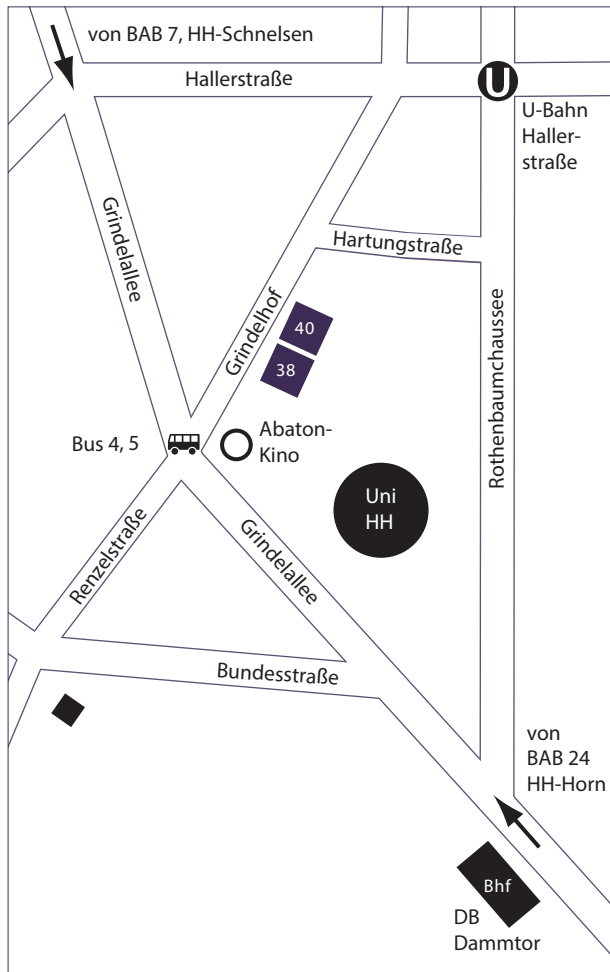 von BAB 7, HH-Schnelsen
Hallerstraße
U
U-Bahn
Haller-
straße
Grindelallee
Hartungstraße
Grindelhof
40
38
Rothenbaumchaussee
Bus 4, 5
Abaton-
Kino
Uni
HH
Renzelstraße
Grindelallee
Bundesstraße
von
BAB 24
HH-Horn
Bhf
DB
Dammtor